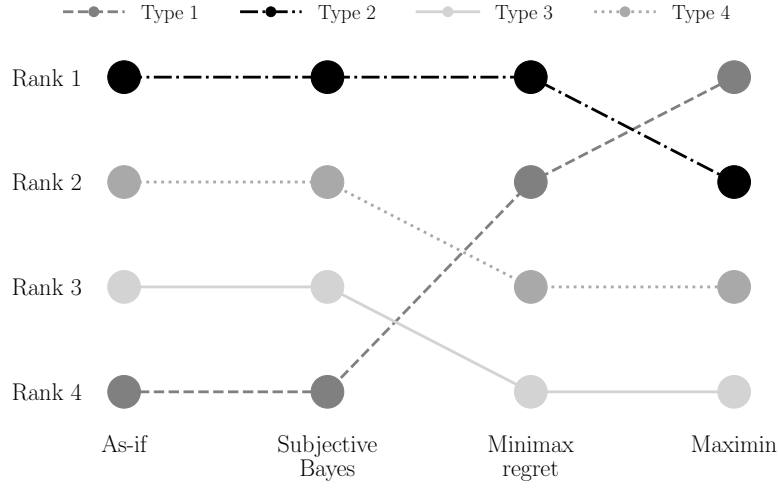 Type 1 Type 2 Type 3 Type 4
Rank 1
Rank 2
Rank 3
Rank 4
As-if Subjective Minimax Maximin
Bayes regret